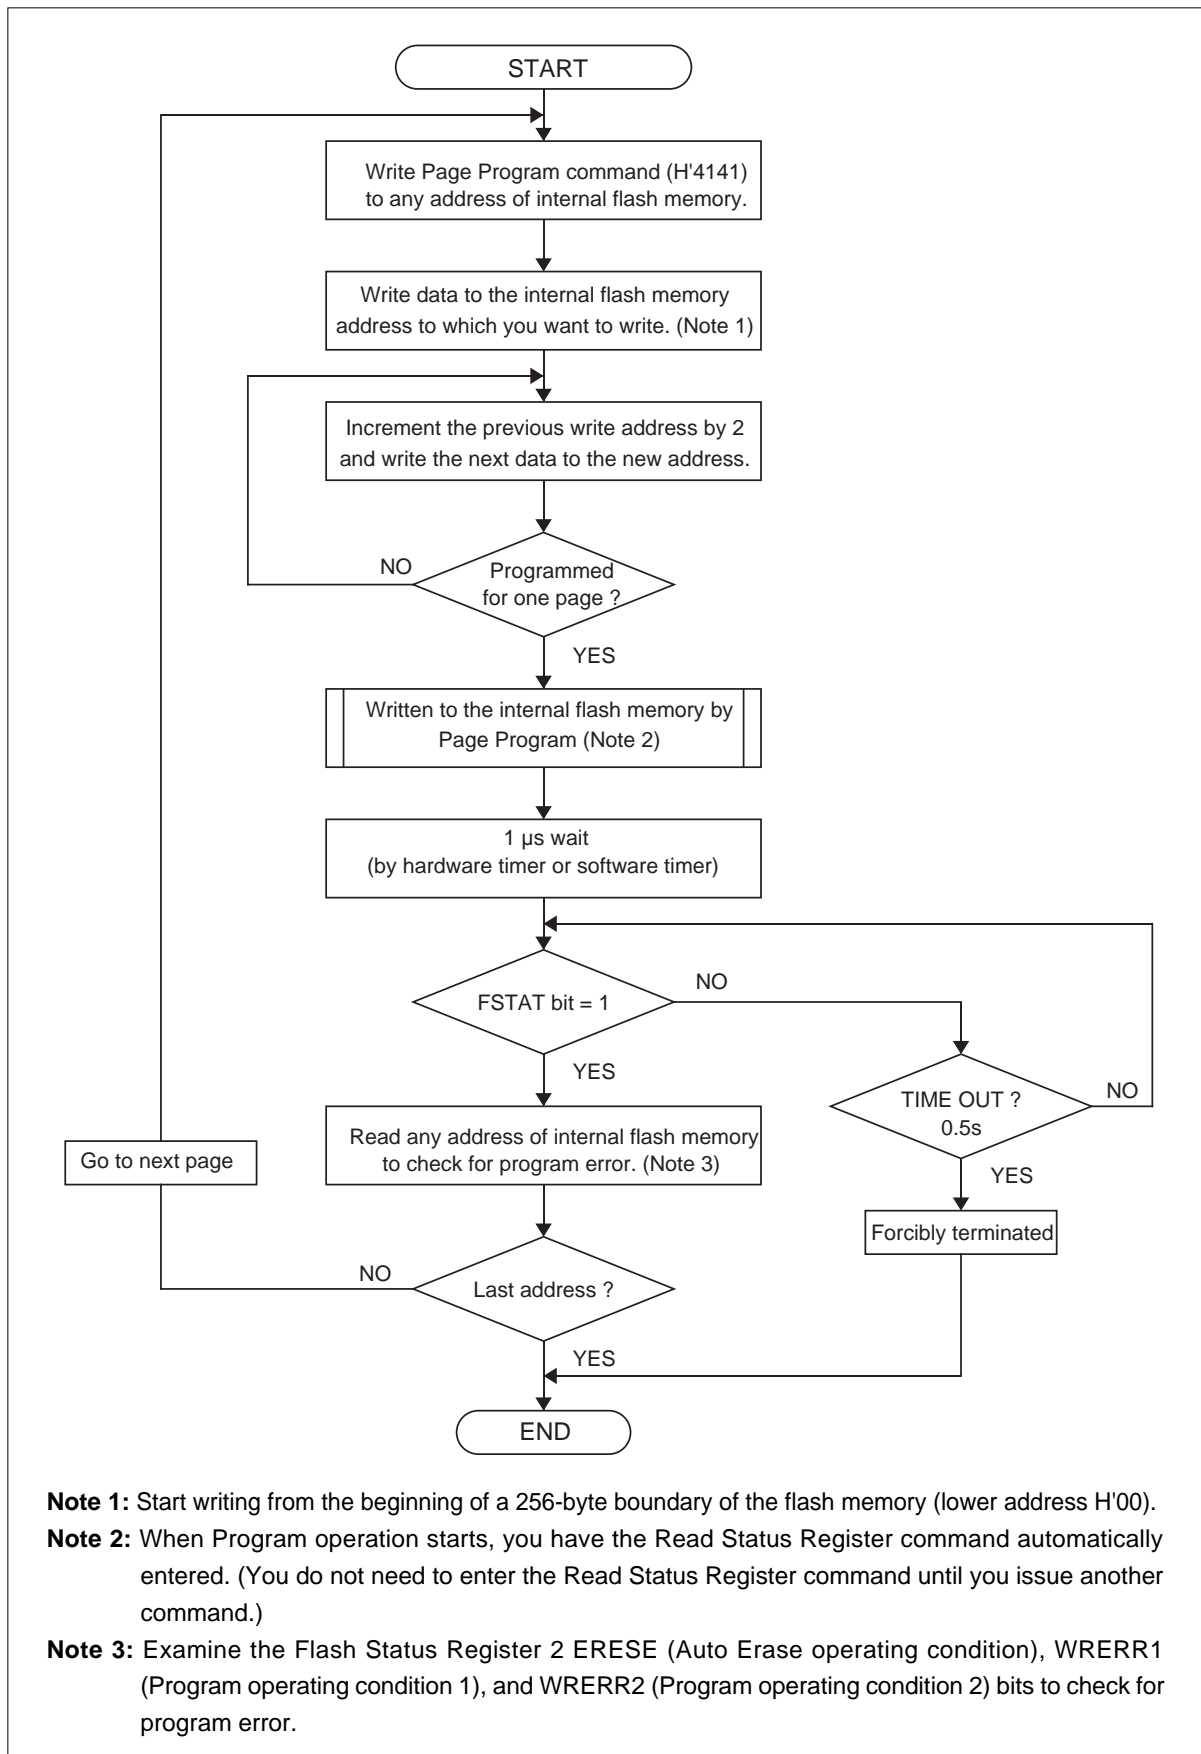 START
Write Page Program command (H'4141)
to any address of internal flash memory.
Write data to the internal flash memory
address to which you want to write. (Note 1)
Increment the previous write address by 2
and write the next data to the new address.
NO
Programmed
for one page ?
YES
Written to the internal flash memory by
Page Program (Note 2)
1 µs wait
(by hardware timer or software timer)
FSTAT bit = 1
NO
YES
TIME OUT ?
0.5s
NO
YES
Read any address of internal flash memory
to check for program error. (Note 3)
Go to next page
Forcibly terminated
NO
Last address ?
YES
END
Note 1: Start writing from the beginning of a 256-byte boundary of the flash memory (lower address H'00).
Note 2: When Program operation starts, you have the Read Status Register command automatically
entered. (You do not need to enter the Read Status Register command until you issue another
command.)
Note 3: Examine the Flash Status Register 2 ERESE (Auto Erase operating condition), WRERR1
(Program operating condition 1), and WRERR2 (Program operating condition 2) bits to check for
program error.